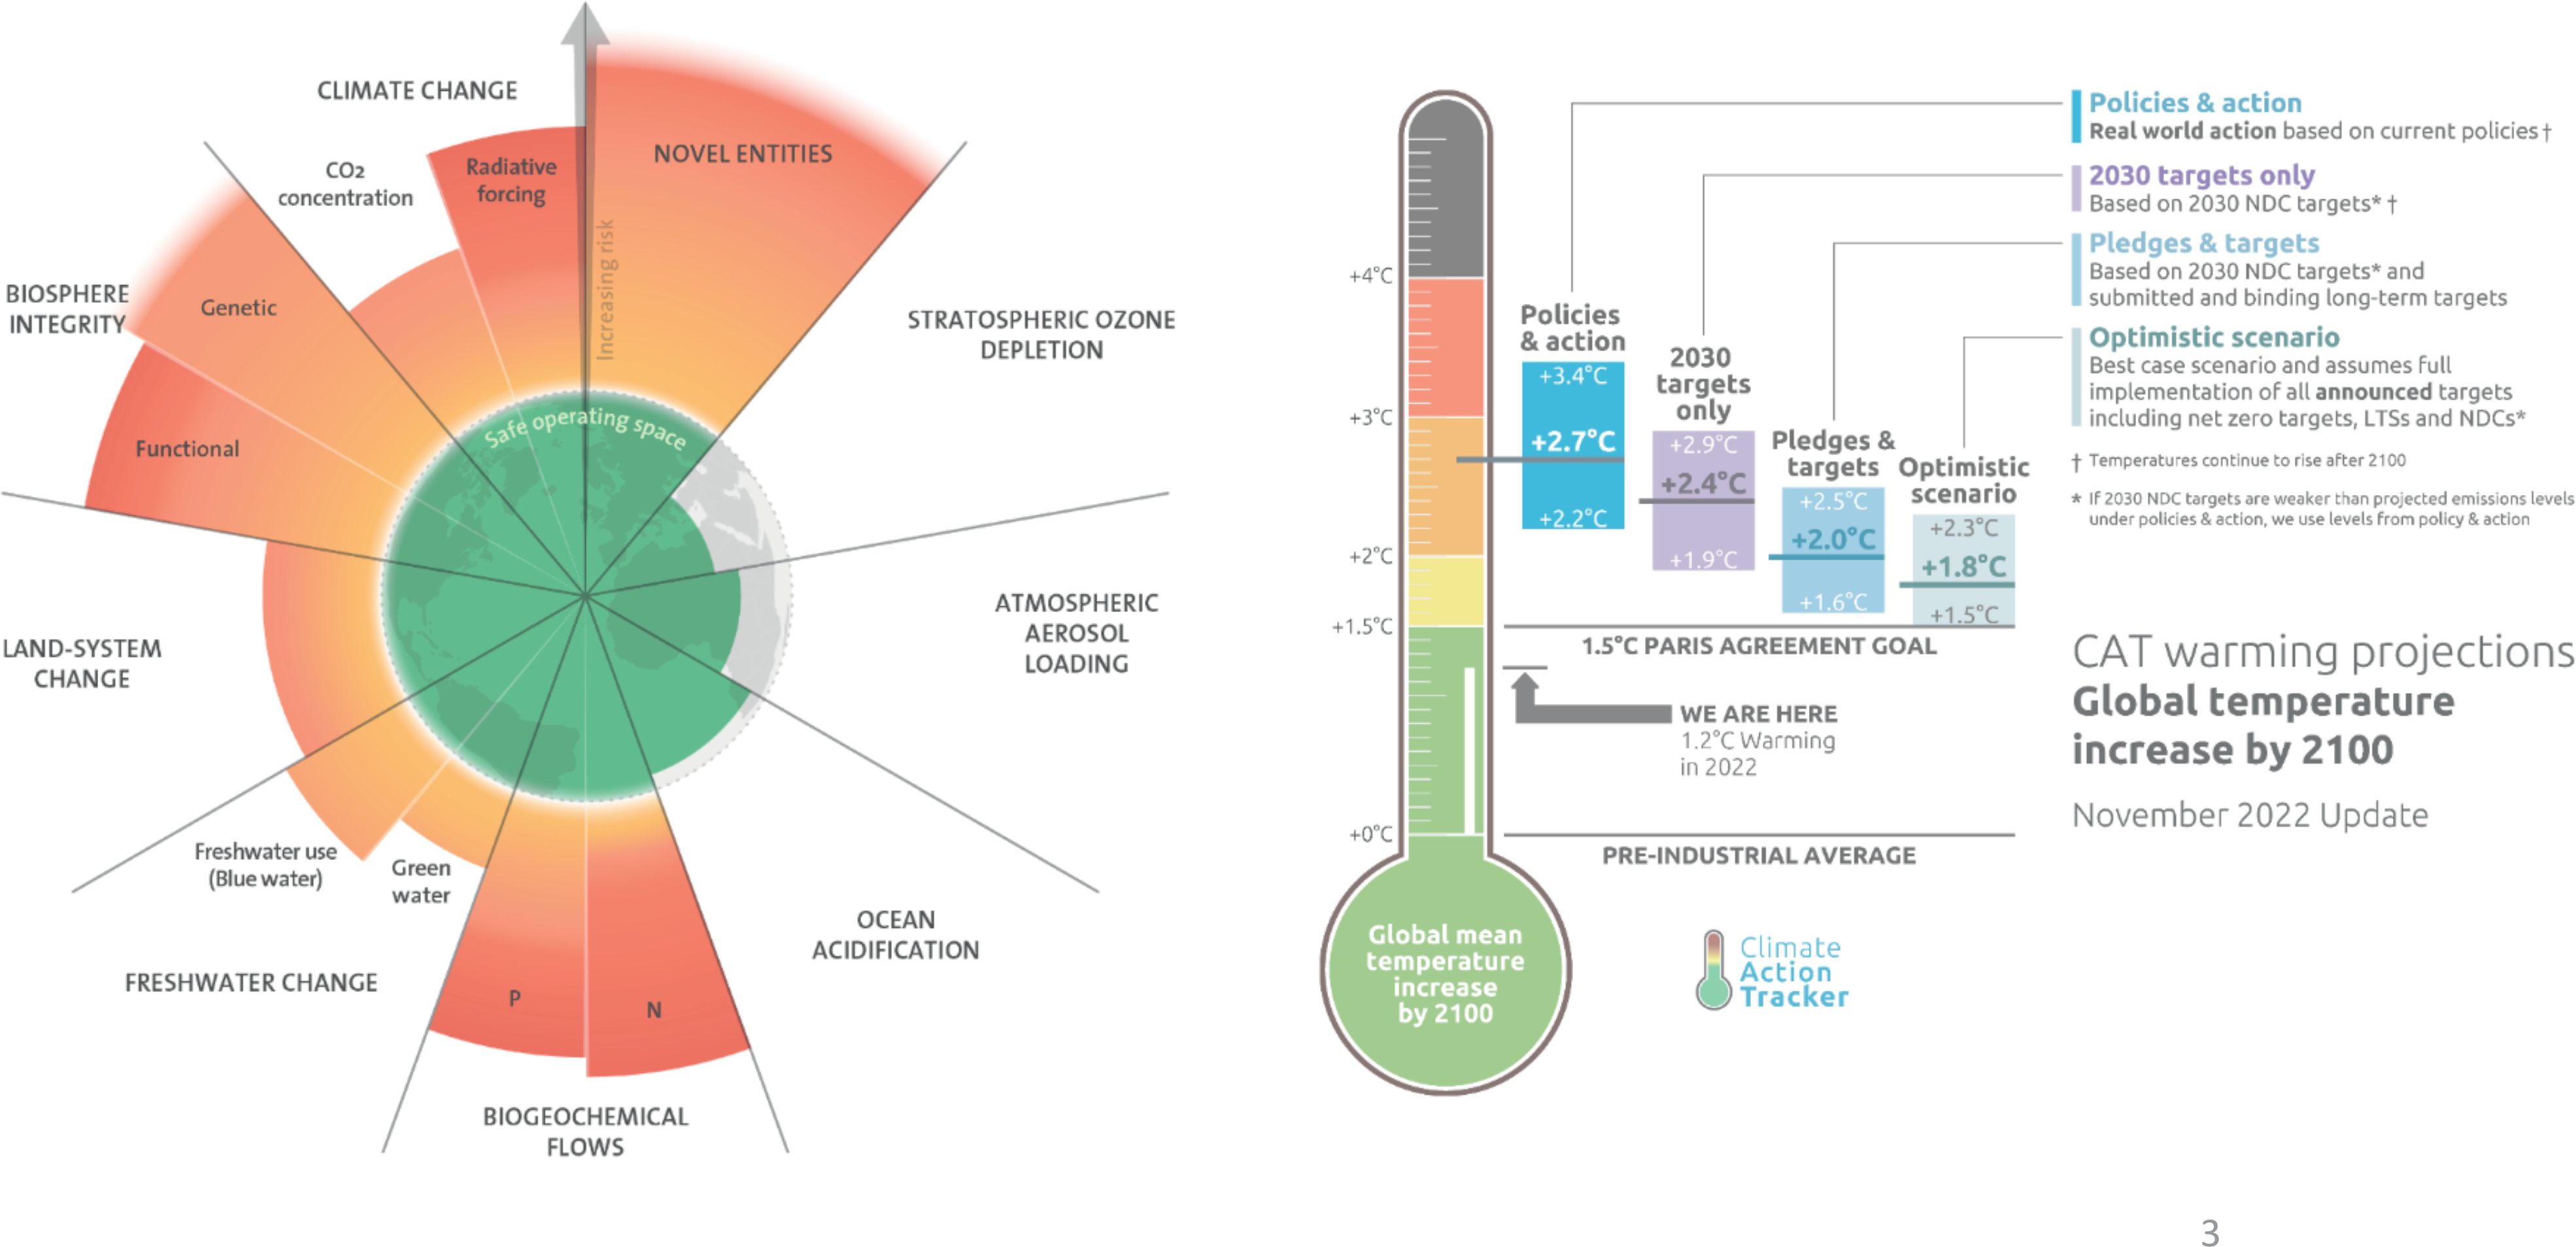 CLIMATE CHANGE
CO2
concentration
Radiative
forcing
NOVEL ENTITIES
Increasing risk
BIOSPHERE
INTEGRITY
Genetic
Functional
STRATOSPHERIC OZONE
DEPLETION
Safe operating space
ATMOSPHERIC
AEROSOL
LOADING
LAND-SYSTEM
CHANGE
Freshwater use
(Blue water)
Green
water
FRESHWATER CHANGE
P
N
OCEAN
ACIDIFICATION
BIOGEOCHEMICAL
FLOWS
+4°C
+3°C
+2°C
+1.5°C
+0°C
Global mean
temperature
increase
by 2100
Policies
& action
+3.4°C
+2.7°C
+2.2°C
2030
targets
only
+2.9°C
+2.4°C
+1.9°C
Pledges &
targets
+2.5°C
+2.0°C
+1.6°C
Optimistic
scenario
+2.3°C
+1.8°C
+1.5°C
1.5°C PARIS AGREEMENT GOAL
WE ARE HERE
1.2°C Warming
in 2022
PRE-INDUSTRIAL AVERAGE
Climate
Action
Tracker
Policies & action
Real world action based on current policies †
2030 targets only
Based on 2030 NDC targets* †
Pledges & targets
Based on 2030 NDC targets* and
submitted and binding long-term targets
Optimistic scenario
Best case scenario and assumes full
implementation of all announced targets
including net zero targets, LTSs and NDCs*
† Temperatures continue to rise after 2100
* If 2030 NDC targets are weaker than projected emissions levels
under policies & action, we use levels from policy & action
CAT warming projections
Global temperature
increase by 2100
November 2022 Update
3